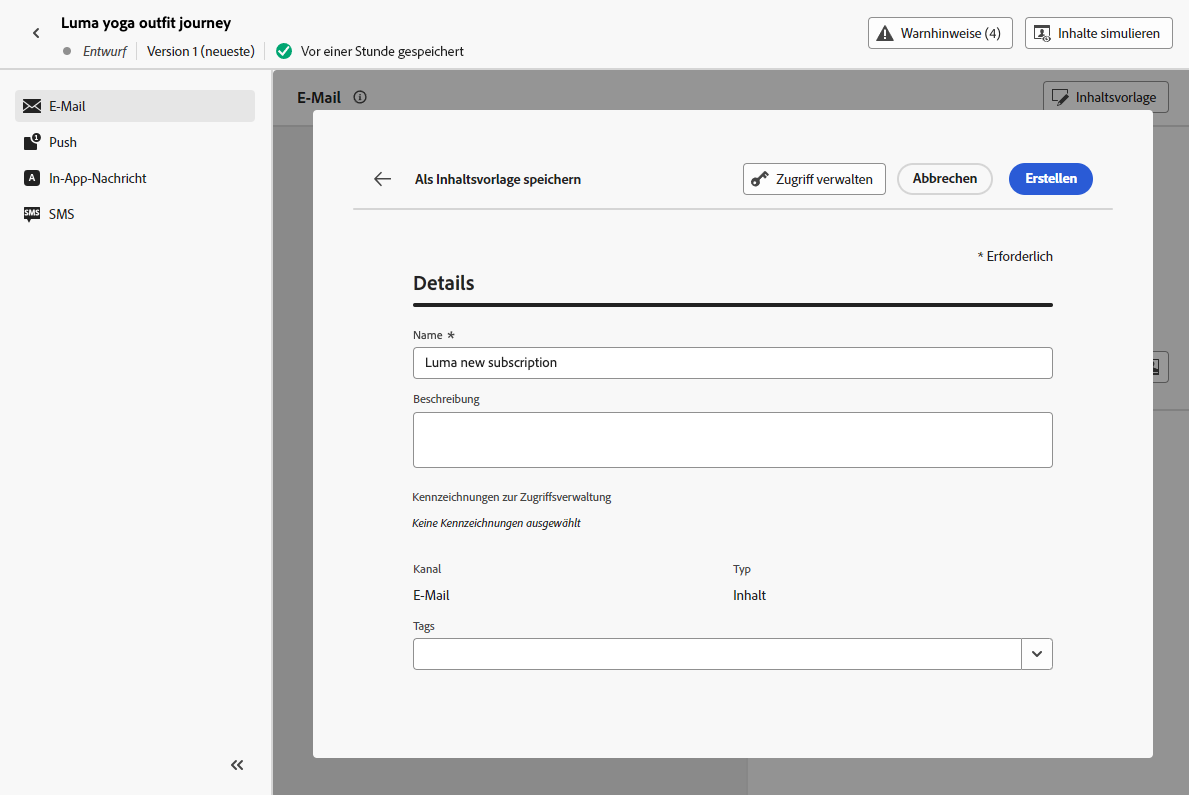 Luma yoga outfit journey
Entwurf Version 1 (neueste) Vor einer Stunde gespeichert
Warnhinweise (4) Inhalte simulieren
E-Mail
Push
In-App-Nachricht
SMS
E-Mail Inhaltsvorlage
Als Inhaltsvorlage speichern Zugriff verwalten Abbrechen Erstellen
* Erforderlich
Details
Name *
Luma new subscription
Beschreibung
Kennzeichnungen zur Zugriffsverwaltung
Keine Kennzeichnungen ausgewählt
Kanal Typ
E-Mail Inhalt
Tags